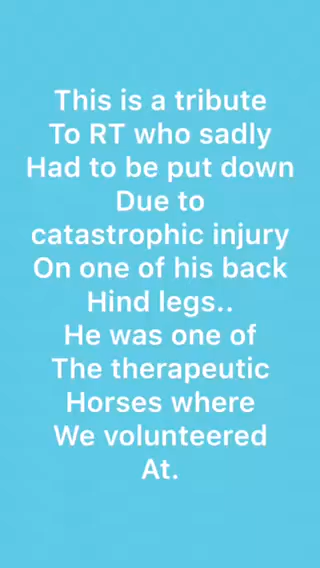 This is a tribute
To RT who sadly
Had to be put down
Due to
catastrophic injury
On one of his back
Hind legs..
He was one of
The therapeutic
Horses where
We volunteered
At.